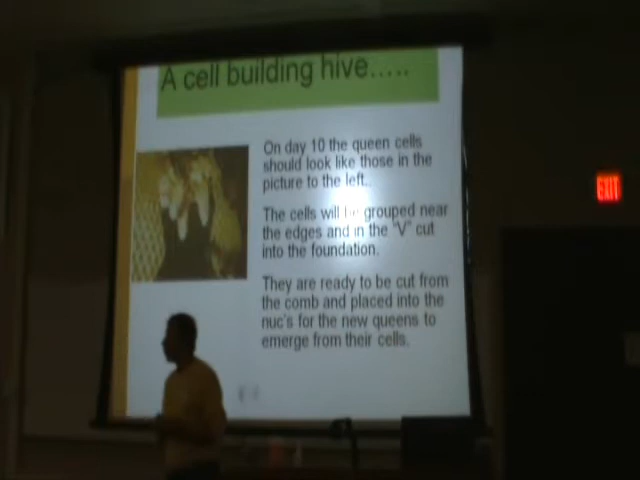 A cell building hive.....
On day 10 the queen cells
should look like those in the
picture to the left..
The cells will be grouped near
the edges and in the "V" cut
into the foundation.
They are ready to be cut from
the comb and placed into the
nuc's for the new queens to
emerge from their cells.
EXIT